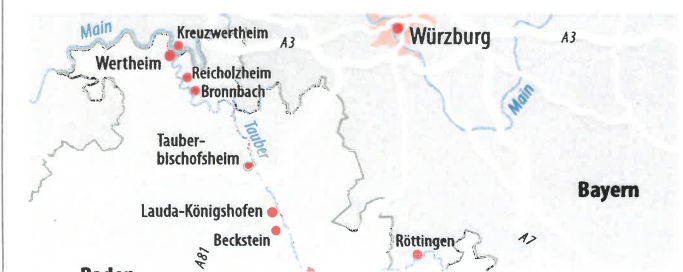 Main
Kreuzwertheim
A3
Würzburg
A3
Wertheim
Reicholzheim
Bronnbach
Main
Tauber
Tauber-
bischofsheim
Bayern
Lauda-Königshofen
Beckstein
Röttingen
A7
A81
Baden